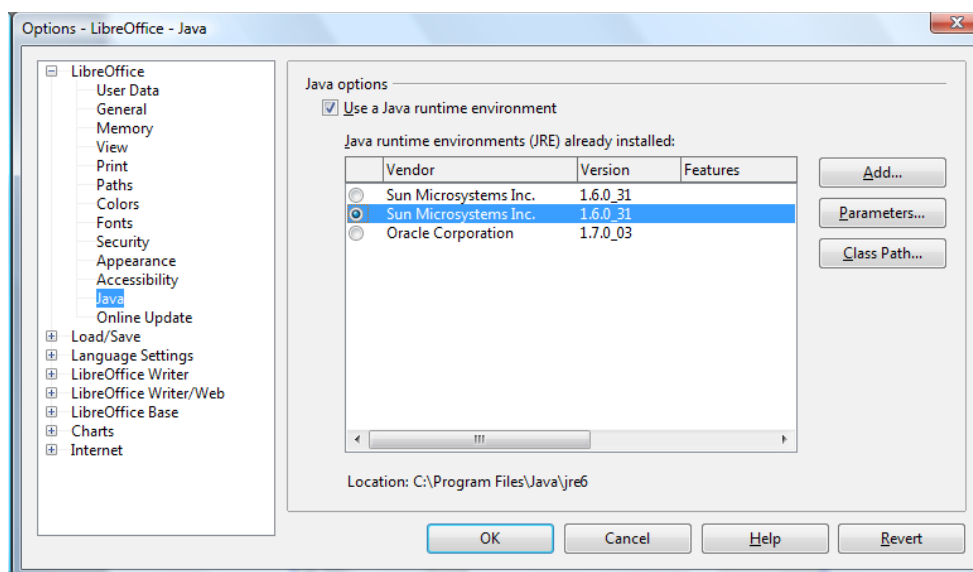 Options - LibreOffice - Java
LibreOffice
User Data
General
Memory
View
Print
Paths
Colors
Fonts
Security
Appearance
Accessibility
Java
Online Update
Load/Save
Language Settings
LibreOffice Writer
LibreOffice Writer/Web
LibreOffice Base
Charts
Internet
Java options
Use a Java runtime environment
Java runtime environments (JRE) already installed:
Vendor Version Features
Sun Microsystems Inc. 1.6.0_31
Sun Microsystems Inc. 1.6.0_31
Oracle Corporation 1.7.0_03
Add...
Parameters...
Class Path...
Location: C:\Program Files\Java\jre6
OK Cancel Help Revert